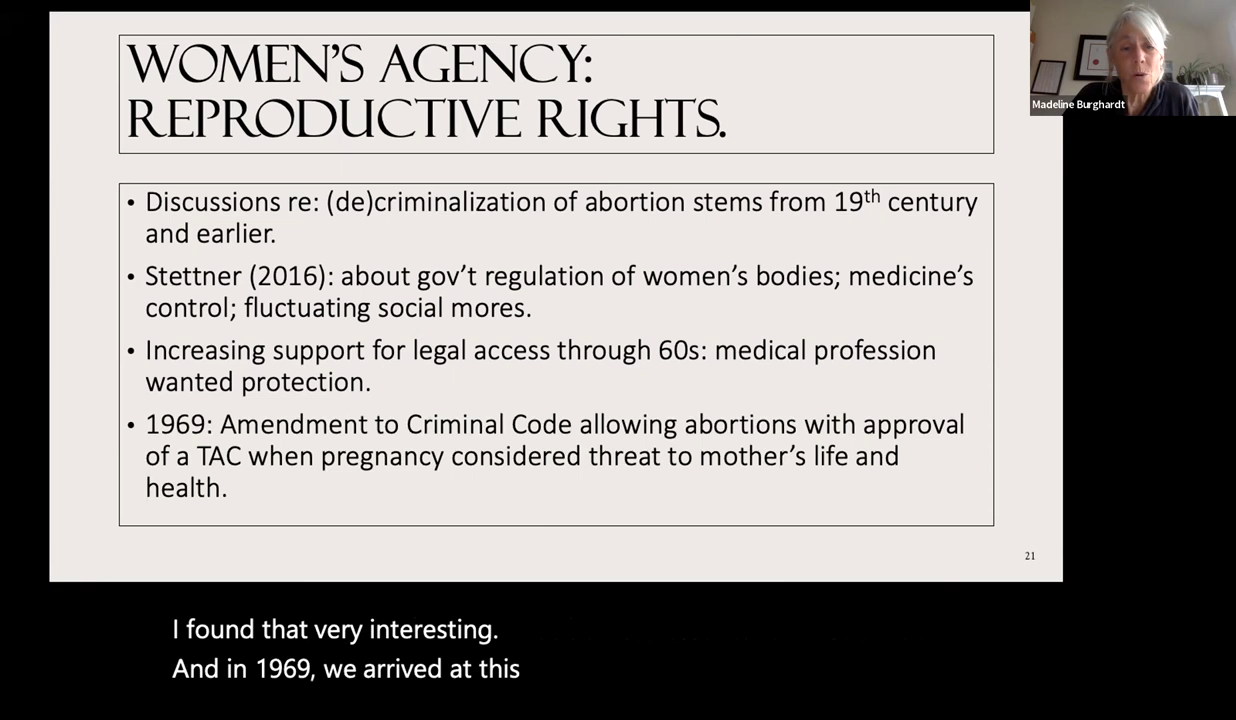 WOMEN'S AGENCY:
REPRODUCTIVE RIGHTS.
Madeline Burghardt
• Discussions re: (de)criminalization of abortion stems from 19th century
and earlier.
• Stettner (2016): about gov't regulation of women's bodies; medicine's
control; fluctuating social mores.
• Increasing support for legal access through 60s: medical profession
wanted protection.
• 1969: Amendment to Criminal Code allowing abortions with approval
of a TAC when pregnancy considered threat to mother's life and
health.
21
I found that very interesting.
And in 1969, we arrived at this